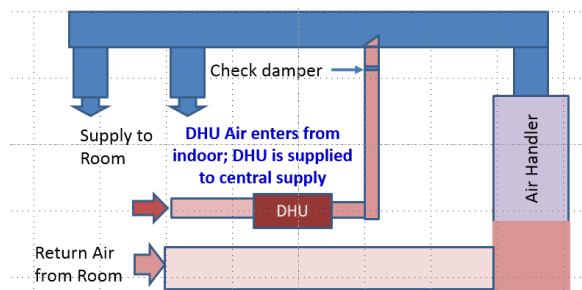 Check damper
Supply to
Room
DHU Air enters from
indoor; DHU is supplied
to central supply
Air Handler
DHU
Return Air
from Room